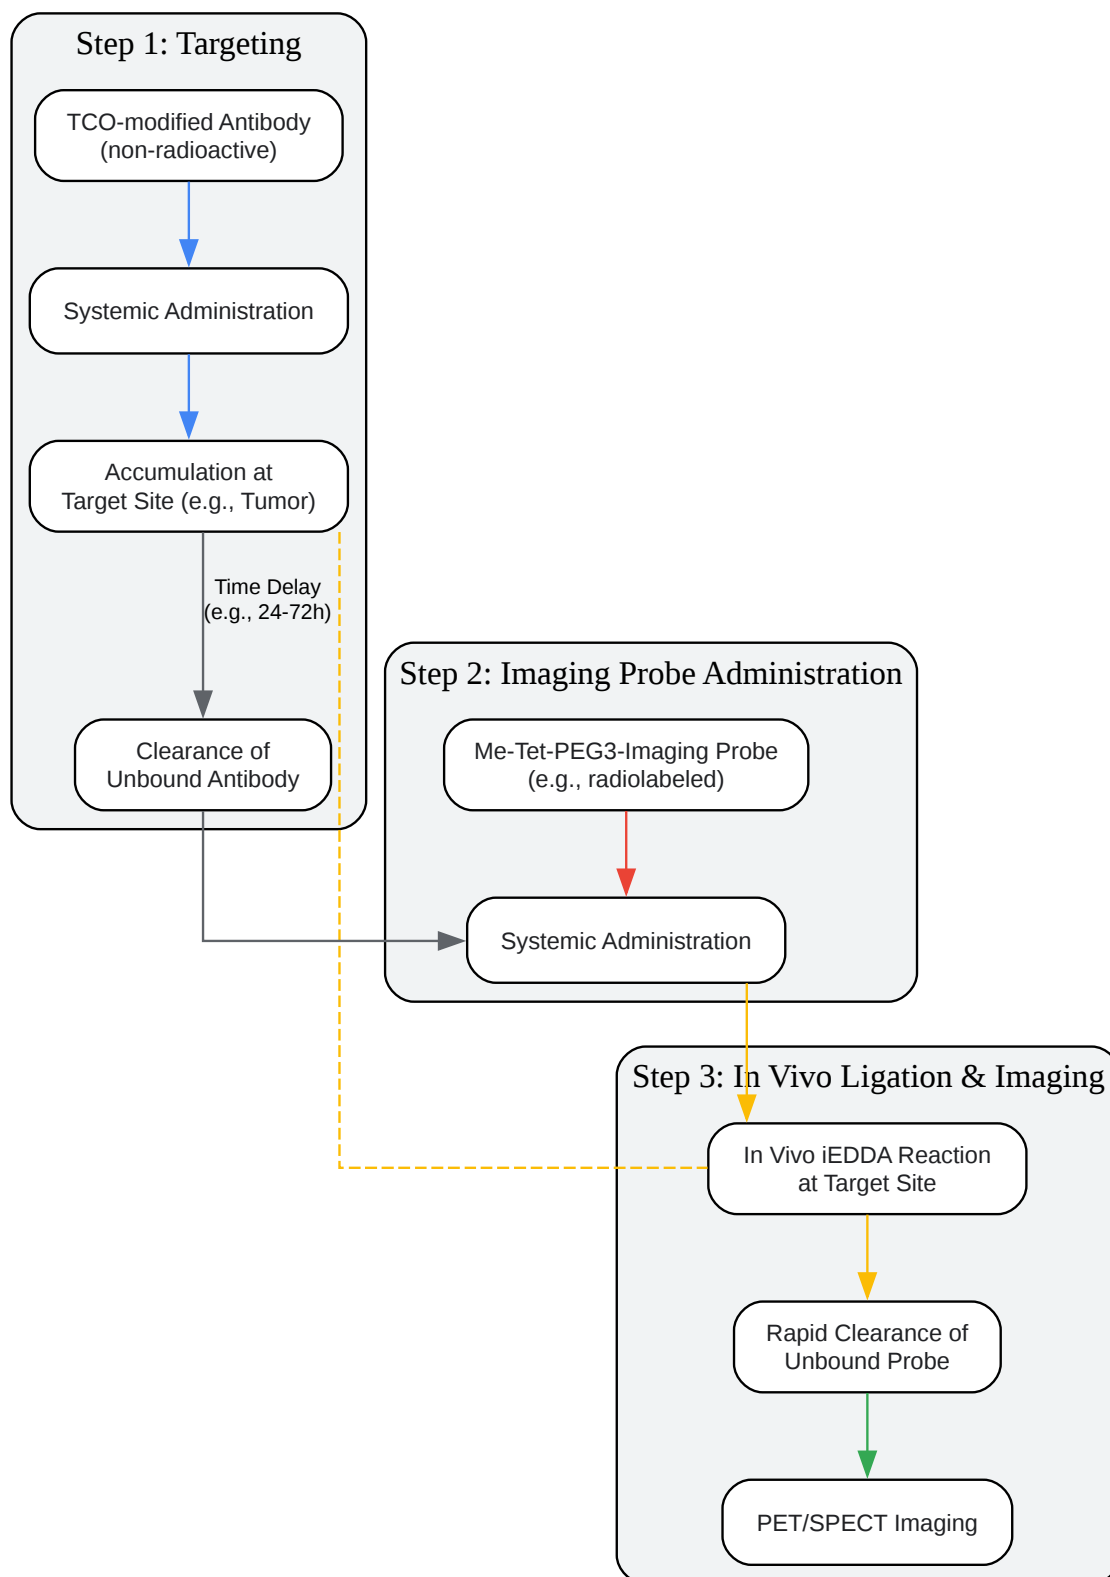 Step 1: Targeting
TCO-modified Antibody
(non-radioactive)
Systemic Administration
Accumulation at
Target Site (e.g., Tumor)
Time Delay
(e.g., 24-72h)
Clearance of
Unbound Antibody
Step 2: Imaging Probe Administration
Me-Tet-PEG3-Imaging Probe
(e.g., radiolabeled)
Systemic Administration
Step 3: In Vivo Ligation & Imaging
In Vivo iEDDA Reaction
at Target Site
Rapid Clearance of
Unbound Probe
PET/SPECT Imaging